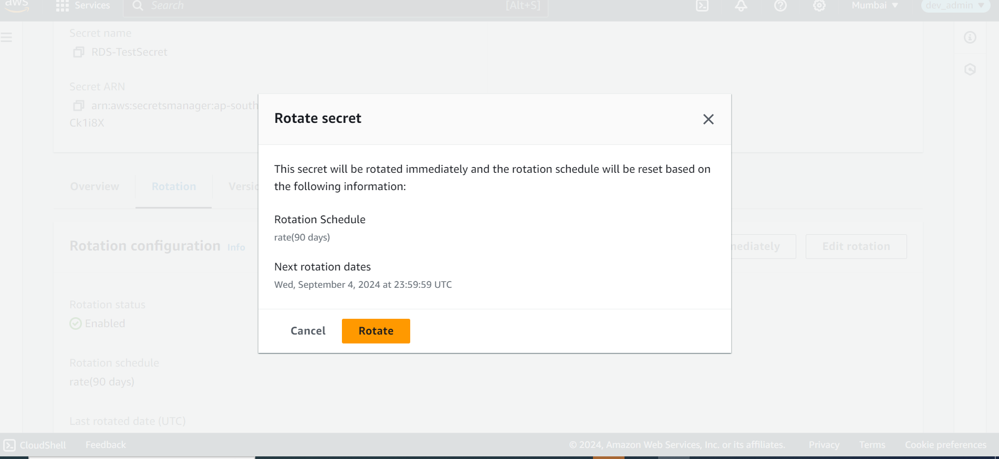 aws
Services
Search
[Alt+S]
Mumbai
dev_admin
Secret name
RDS-TestSecret
Secret ARN
arn:aws:secretsmanager:ap-south
Ck1i8X
Rotate secret
This secret will be rotated immediately and the rotation schedule will be reset based on
the following information:
Rotation Schedule
rate(90 days)
Next rotation dates
Wed, September 4, 2024 at 23:59:59 UTC
Cancel
Rotate
Overview
Rotation
Versio
Rotation configuration Info
nediately
Edit rotation
Rotation status
Enabled
Rotation schedule
rate(90 days)
Last rotated date (UTC)
CloudShell
Feedback
© 2024, Amazon Web Services, Inc. or its affiliates.
Privacy
Terms
Cookie preferences